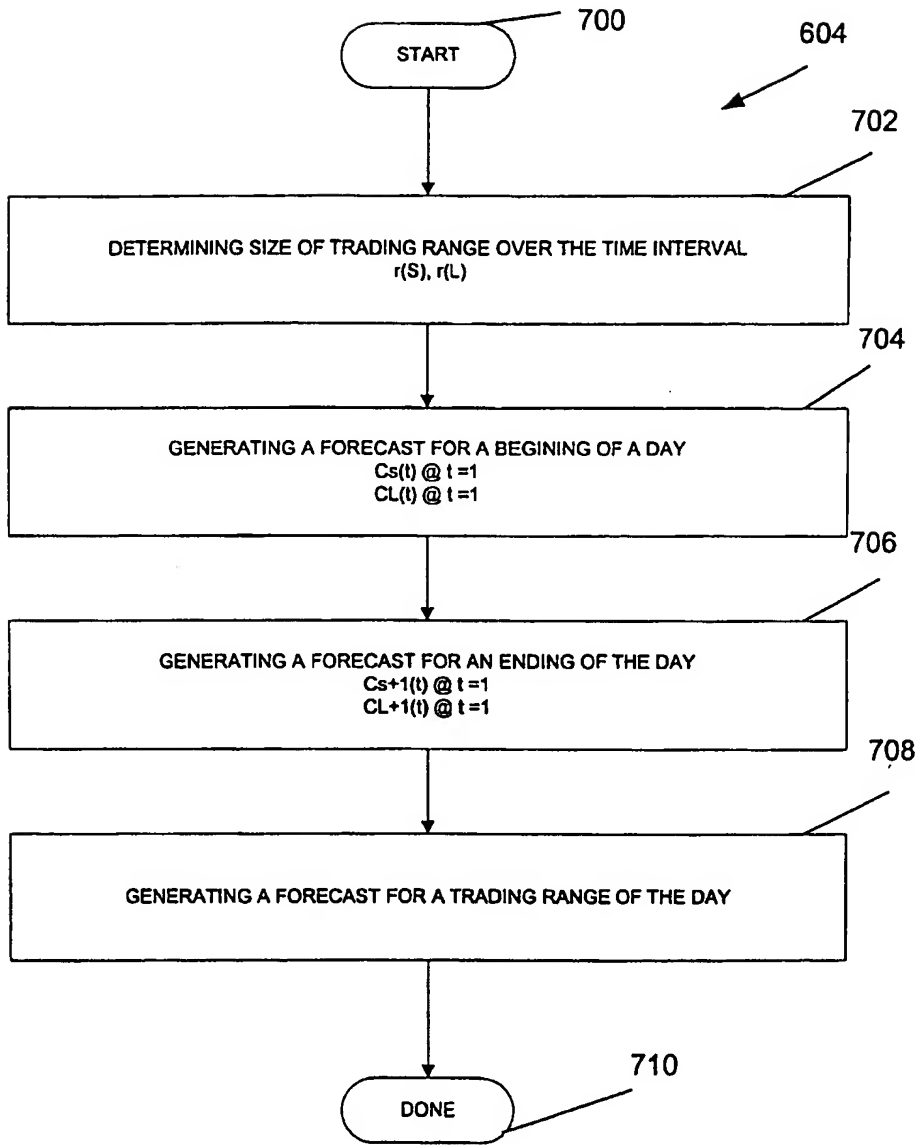 700
START
604
702
DETERMINING SIZE OF TRADING RANGE OVER THE TIME INTERVAL
r(S), r(L)
704
GENERATING A FORECAST FOR A BEGINING OF A DAY
Cs(t) @ t =1
CL(t) @ t =1
706
GENERATING A FORECAST FOR AN ENDING OF THE DAY
Cs+1(t) @ t =1
CL+1(t) @ t =1
708
GENERATING A FORECAST FOR A TRADING RANGE OF THE DAY
710
DONE